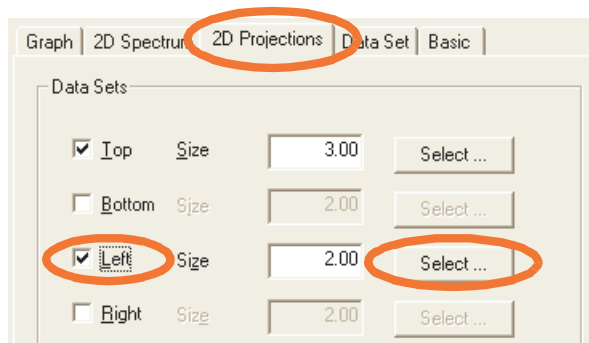 Graph 2D Spectrum 2D Projections Data Set Basic
Data Sets
Top Size 3.00 Select ...
Bottom Size 2.00 Select ...
Left Size 2.00 Select ...
Right Size 2.00 Select ...